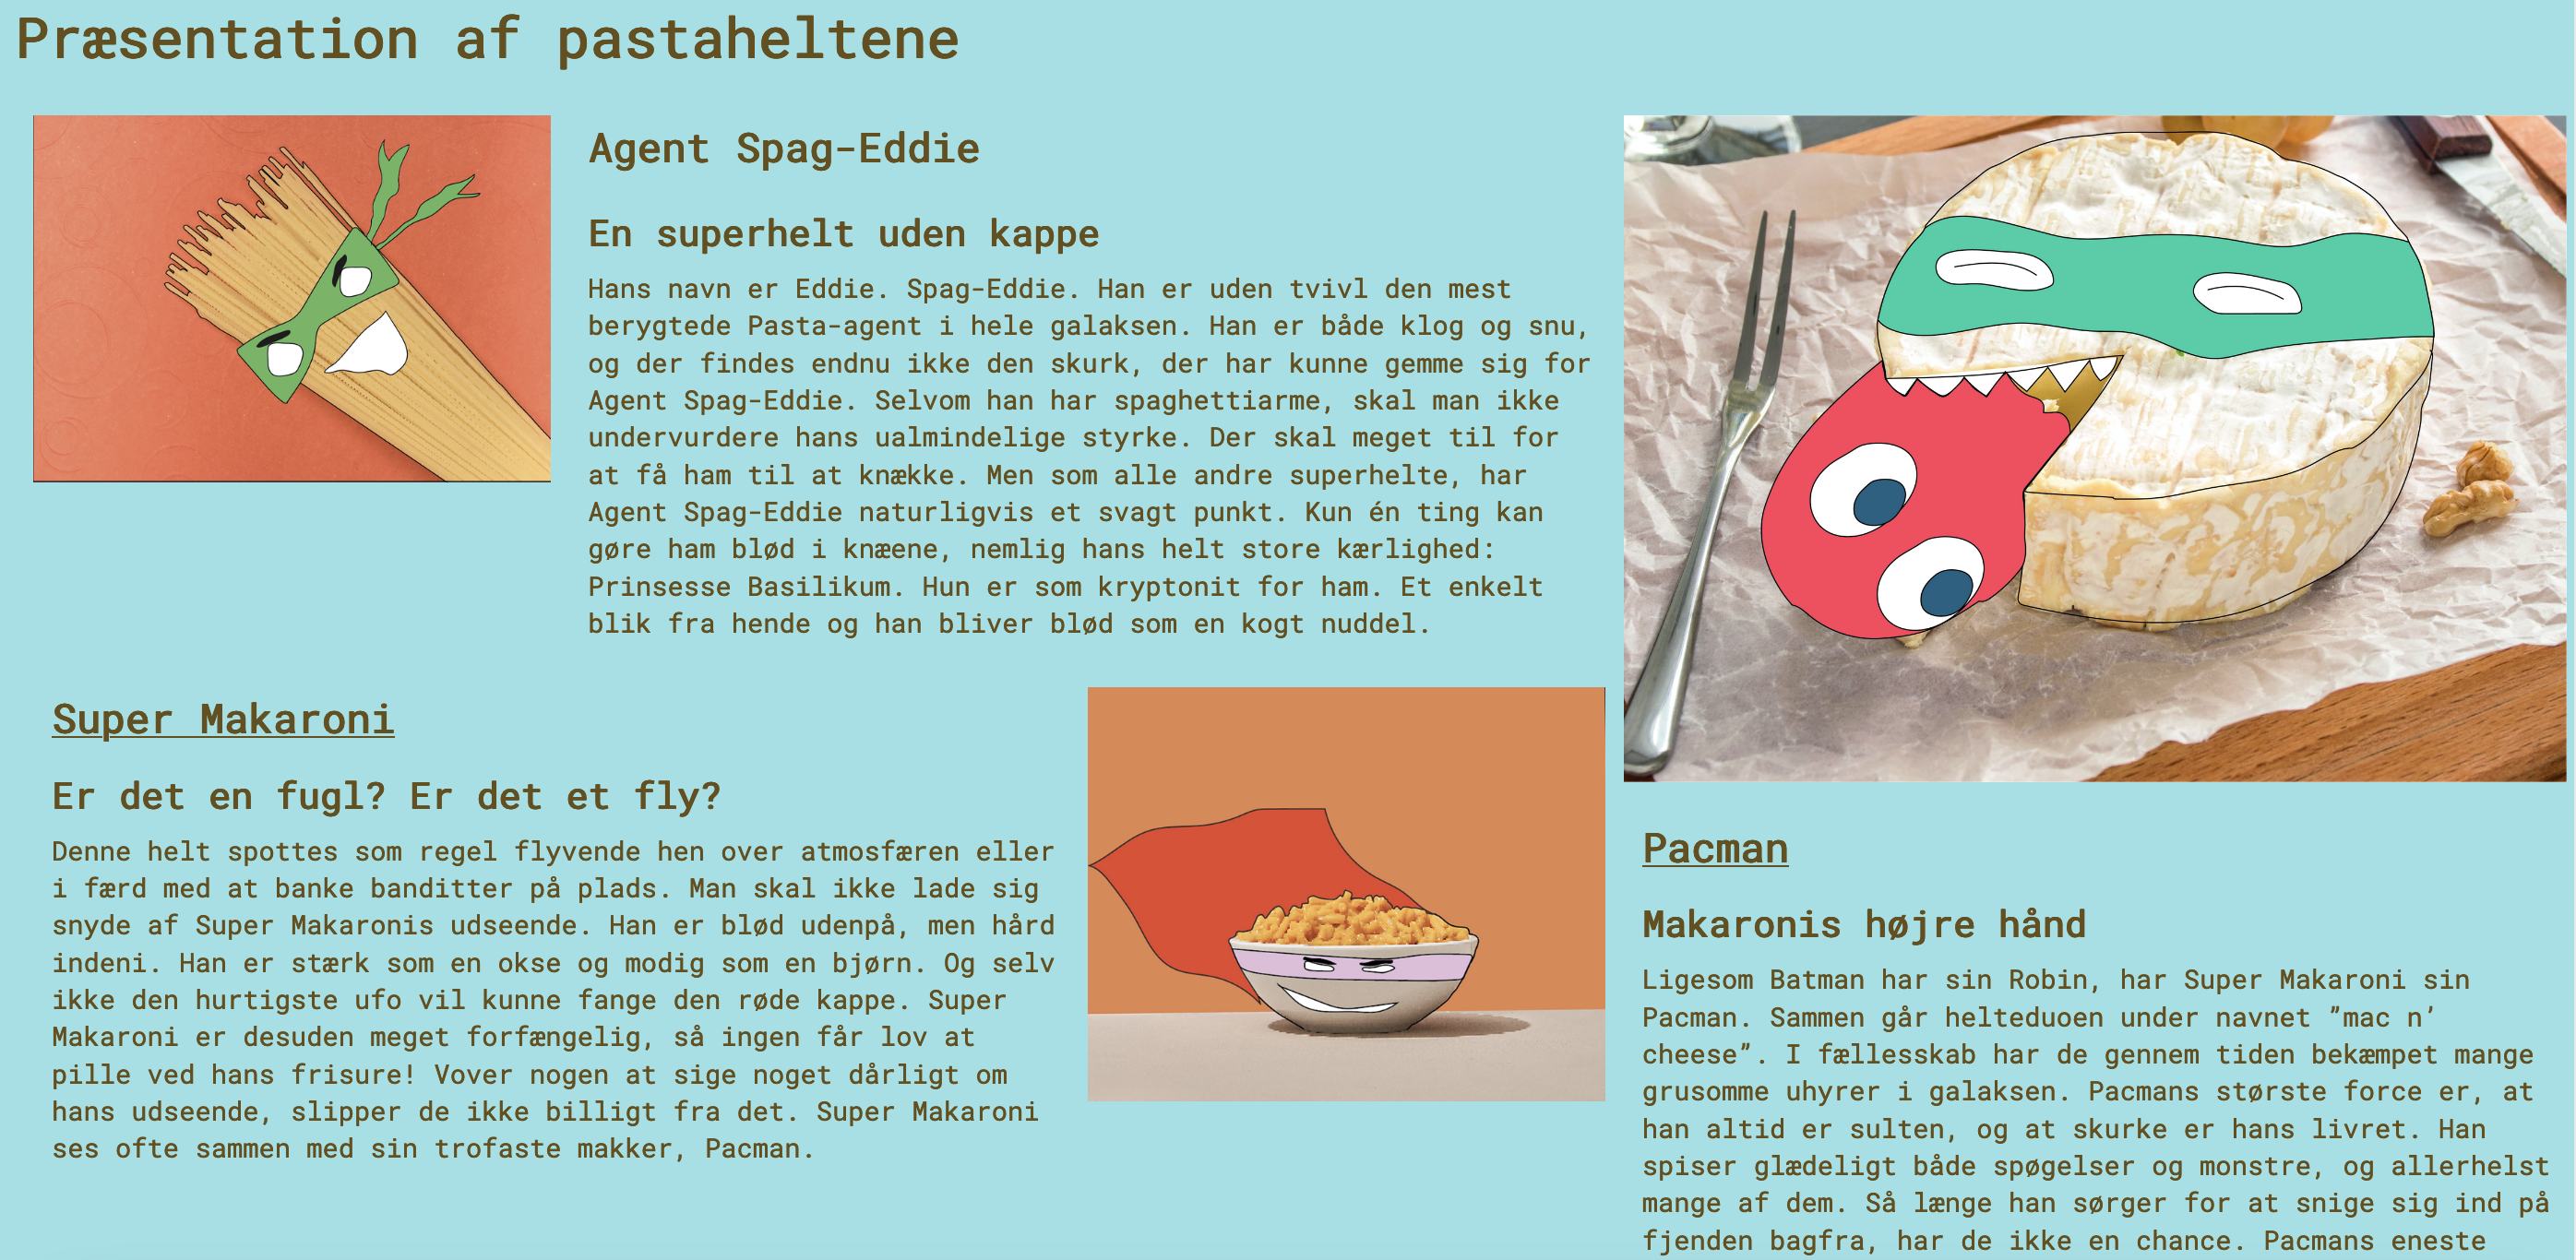 Præsentation af pastaheltene
Agent Spag-Eddie
En superhelt uden kappe
Hans navn er Eddie. Spag-Eddie. Han er uden tvivl den mest
berygtede Pasta-agent i hele galaksen. Han er både klog og snu,
og der findes endnu ikke den skurk, der har kunne gemme sig for
Agent Spag-Eddie. Selvom han har spaghettiarme, skal man ikke
undervurdere hans ualmindelige styrke. Der skal meget til for
at få ham til at knække. Men som alle andre superhelte, har
Agent Spag-Eddie naturligvis et svagt punkt. Kun én ting kan
gøre ham blød i knæene, nemlig hans helt store kærlighed:
Prinsesse Basilikum. Hun er som kryptonit for ham. Et enkelt
blik fra hende og han bliver blød som en kogt nuddel.
Super Makaroni
Er det en fugl? Er det et fly?
Denne helt spottes som regel flyvende hen over atmosfæren eller
i færd med at banke banditter på plads. Man skal ikke lade sig
snyde af Super Makaronis udseende. Han er blød udenpå, men hård
indeni. Han er stærk som en okse og modig som en bjørn. Og selv
ikke den hurtigste ufo vil kunne fange den røde kappe. Super
Makaroni er desuden meget forfængelig, så ingen får lov at
pille ved hans frisure! Vover nogen at sige noget dårligt om
hans udseende, slipper de ikke billigt fra det. Super Makaroni
ses ofte sammen med sin trofaste makker, Pacman.
Pacman
Makaronis højre hånd
Ligesom Batman har sin Robin, har Super Makaroni sin
Pacman. Sammen går helteduoen under navnet ”mac n’
cheese”. I fællesskab har de gennem tiden bekæmpet mange
grusomme uhyrer i galaksen. Pacmans største force er, at
han altid er sulten, og at skurke er hans livret. Han
spiser glædeligt både spøgelser og monstre, og allerhelst
mange af dem. Så længe han sørger for at snige sig ind på
fjenden bagfra, har de ikke en chance. Pacmans eneste